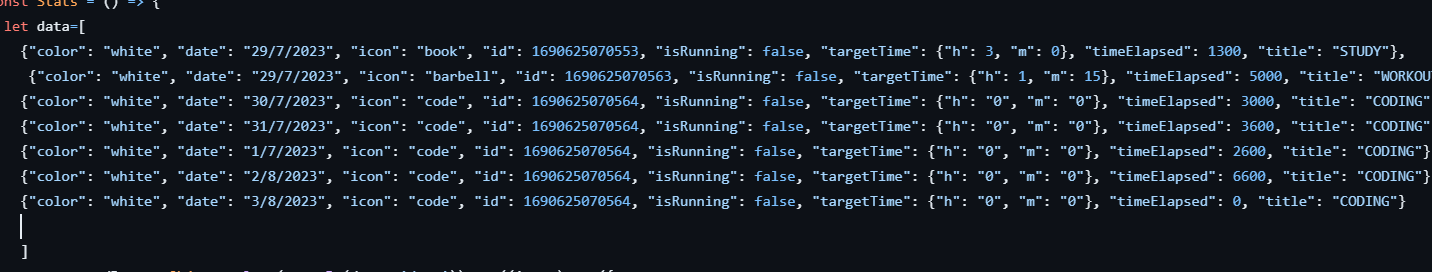 const Stats = () => {
let data=[
{"color": "white", "date": "29/7/2023", "icon": "book", "id": 1690625070553, "isRunning": false, "targetTime": {"h": 3, "m": 0}, "timeElapsed": 1300, "title": "STUDY"},
{"color": "white", "date": "29/7/2023", "icon": "barbell", "id": 1690625070563, "isRunning": false, "targetTime": {"h": 1, "m": 15}, "timeElapsed": 5000, "title": "WORKOU
{"color": "white", "date": "30/7/2023", "icon": "code", "id": 1690625070564, "isRunning": false, "targetTime": {"h": "0", "m": "0"}, "timeElapsed": 3000, "title": "CODING"
{"color": "white", "date": "31/7/2023", "icon": "code", "id": 1690625070564, "isRunning": false, "targetTime": {"h": "0", "m": "0"}, "timeElapsed": 3600, "title": "CODING"
{"color": "white", "date": "1/7/2023", "icon": "code", "id": 1690625070564, "isRunning": false, "targetTime": {"h": "0", "m": "0"}, "timeElapsed": 2600, "title": "CODING"}
{"color": "white", "date": "2/8/2023", "icon": "code", "id": 1690625070564, "isRunning": false, "targetTime": {"h": "0", "m": "0"}, "timeElapsed": 6600, "title": "CODING"}
{"color": "white", "date": "3/8/2023", "icon": "code", "id": 1690625070564, "isRunning": false, "targetTime": {"h": "0", "m": "0"}, "timeElapsed": 0, "title": "CODING"}
]